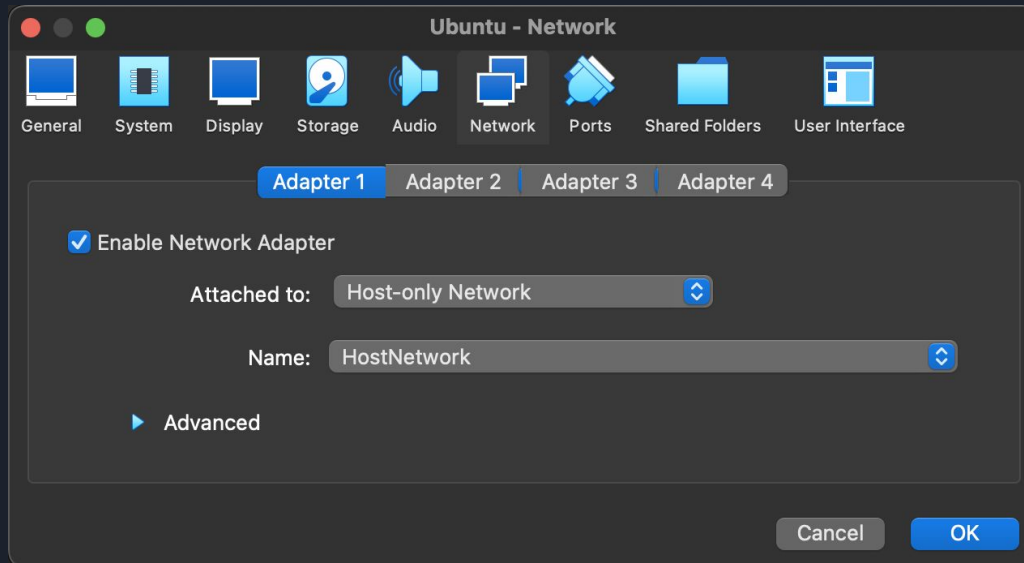 Ubuntu - Network
General System Display Storage Audio Network Ports Shared Folders User Interface
Adapter 1 Adapter 2 Adapter 3 Adapter 4
Enable Network Adapter
Attached to: Host-only Network
Name: HostNetwork
Advanced
Cancel OK